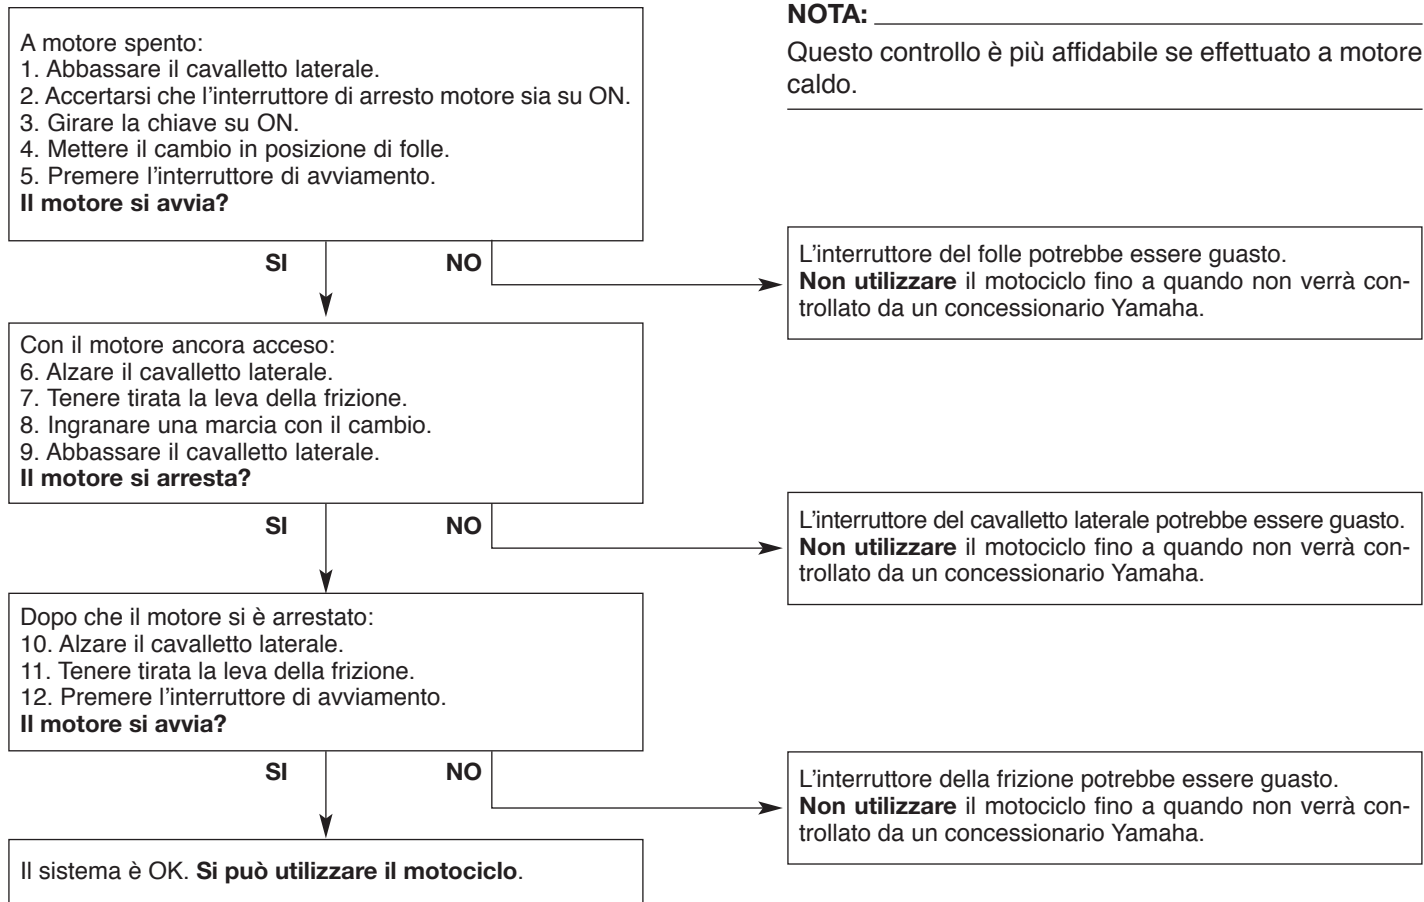 A motore spento:
1. Abbassare il cavalletto laterale.
2. Accertarsi che l'interruttore di arresto motore sia su ON.
3. Girare la chiave su ON.
4. Mettere il cambio in posizione di folle.
5. Premere l'interruttore di avviamento.
Il motore si avvia?
NOTA:
Questo controllo è più affidabile se effettuato a motore
caldo.
SI NO
L'interruttore del folle potrebbe essere guasto.
Non utilizzare il motociclo fino a quando non verrà con-
trollato da un concessionario Yamaha.
Con il motore ancora acceso:
6. Alzare il cavalletto laterale.
7. Tenere tirata la leva della frizione.
8. Ingranare una marcia con il cambio.
9. Abbassare il cavalletto laterale.
Il motore si arresta?
SI NO
L'interruttore del cavalletto laterale potrebbe essere guasto.
Non utilizzare il motociclo fino a quando non verrà con-
trollato da un concessionario Yamaha.
Dopo che il motore si è arrestato:
10. Alzare il cavalletto laterale.
11. Tenere tirata la leva della frizione.
12. Premere l'interruttore di avviamento.
Il motore si avvia?
SI NO
L'interruttore della frizione potrebbe essere guasto.
Non utilizzare il motociclo fino a quando non verrà con-
trollato da un concessionario Yamaha.
Il sistema è OK. Si può utilizzare il motociclo.